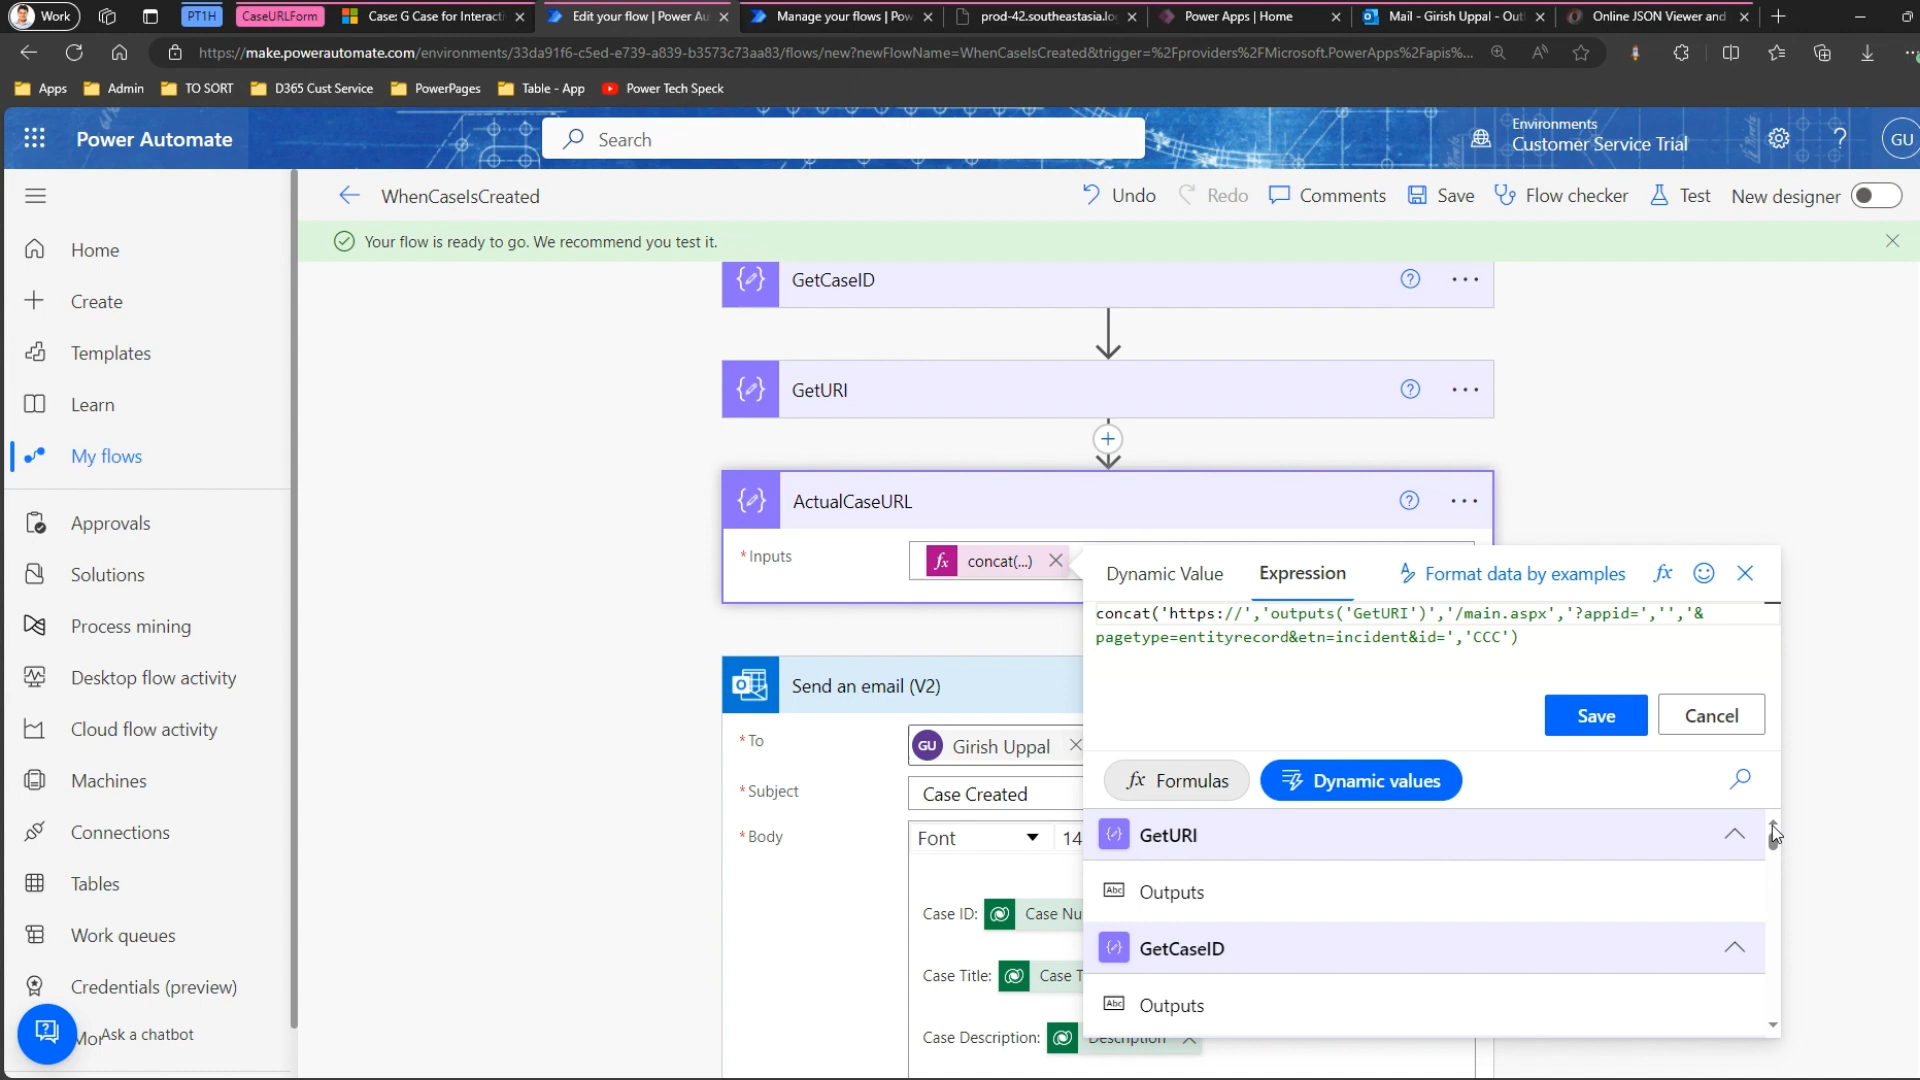 Work
PT1H
CaseURLForm
Case: G Case for Interacti
Edit your flow | Power Au
Manage your flows | Pow
prod-42.southeastasia.lo
Power Apps | Home
Mail - Girish Uppal - Outl
Online JSON Viewer and
https://make.powerautomate.com/environments/33da91f6-c5ed-e739-a839-b3573c73aa83/flows/new?newFlowName=WhenCaseIsCreated&trigger=%2Fproviders%2FMicrosoft.PowerApps%2Fapis%...
Apps
Admin
TO SORT
D365 Cust Service
PowerPages
Table - App
Power Tech Speck
Power Automate
Search
Environments
Customer Service Trial
GU
WhenCaseIsCreated
Undo
Redo
Comments
Save
Flow checker
Test
New designer
Your flow is ready to go. We recommend you test it.
Home
Create
Templates
Learn
My flows
Approvals
Solutions
Process mining
Desktop flow activity
Cloud flow activity
Machines
Connections
Tables
Work queues
Credentials (preview)
Mor
Ask a chatbot
GetCaseID
GetURI
ActualCaseURL
* Inputs
fx concat(...)
Send an email (V2)
* To
GU Girish Uppal
* Subject
Case Created
* Body
Font
14
Case ID:
Case Nu
Case Title:
Case T
Case Description:
Description
Dynamic Value
Expression
Format data by examples
fx
concat('https://','outputs('GetURI')','/main.aspx','?appid=','','&
pagetype=entityrecord&etn=incident&id=','CCC')
Save
Cancel
fx Formulas
Dynamic values
GetURI
Abc Outputs
GetCaseID
Abc Outputs